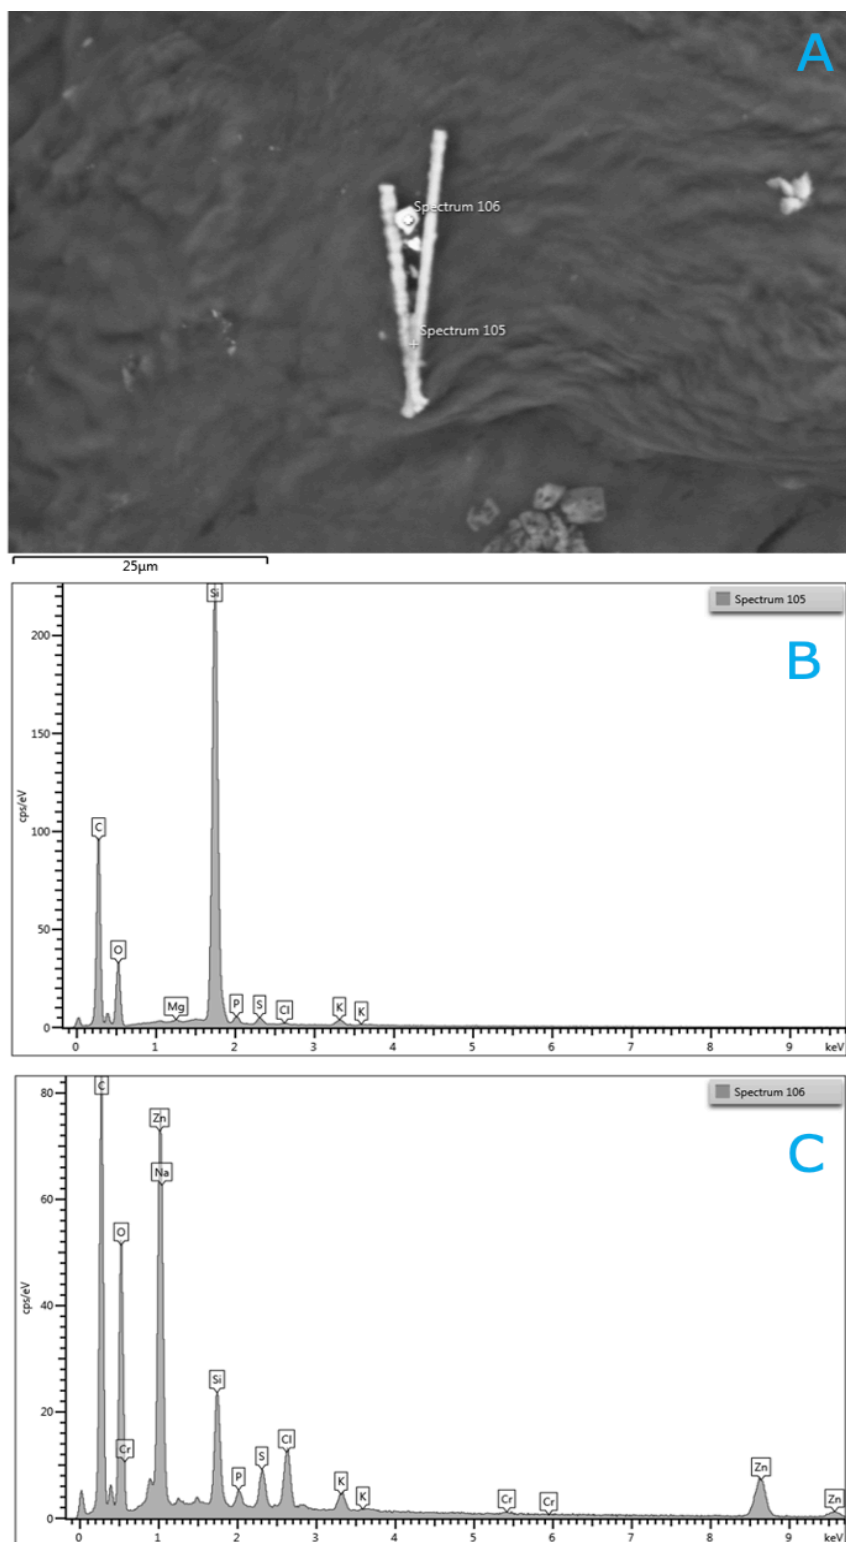 A
Spectrum 106
Spectrum 105
25µm
Si
Spectrum 105
200
B
150
cps/eV
C
100
O
50
Mg
P
S
Cl
K
K
0
0 1 2 3 4 5 6 7 8 9 keV
C
Spectrum 106
80
Zn
C
Na
60
O
cps/eV
40
Si
Cr
20
Cl
S
P
K
K
Cr
Cr
Zn
Zn
0
0 1 2 3 4 5 6 7 8 9 keV